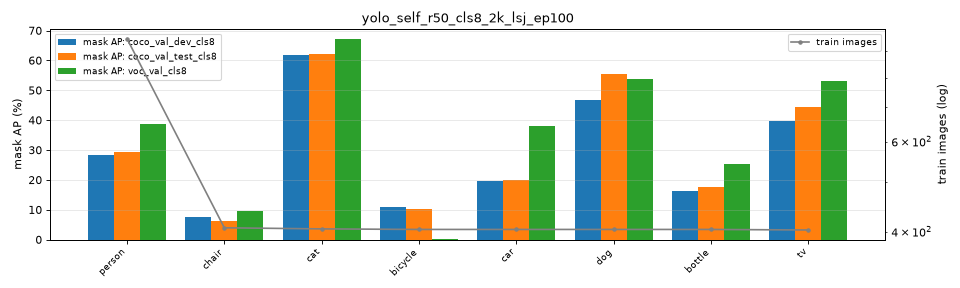 yolo_self_r50_cls8_2k_lsj_ep100
mask AP: coco_val_dev_cls8
mask AP: coco_val_test_cls8
mask AP: voc_val_cls8
train images
mask AP (%)
70
60
50
40
30
20
10
0
6 × 10²
4 × 10²
train images (log)
person
chair
cat
bicycle
car
dog
bottle
tv